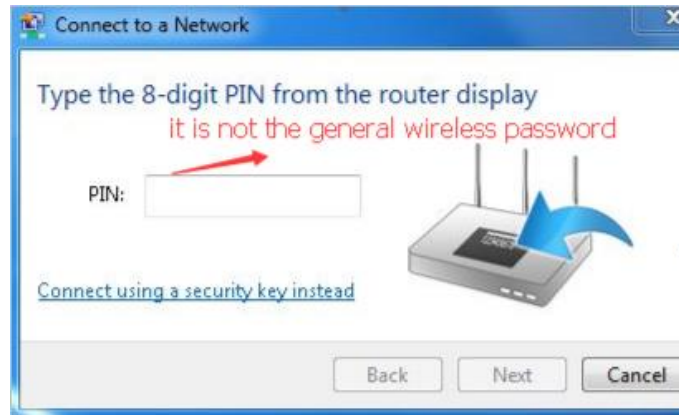 Connect to a Network
X
Type the 8-digit PIN from the router display
it is not the general wireless password
PIN:
Connect using a security key instead
Back Next Cancel